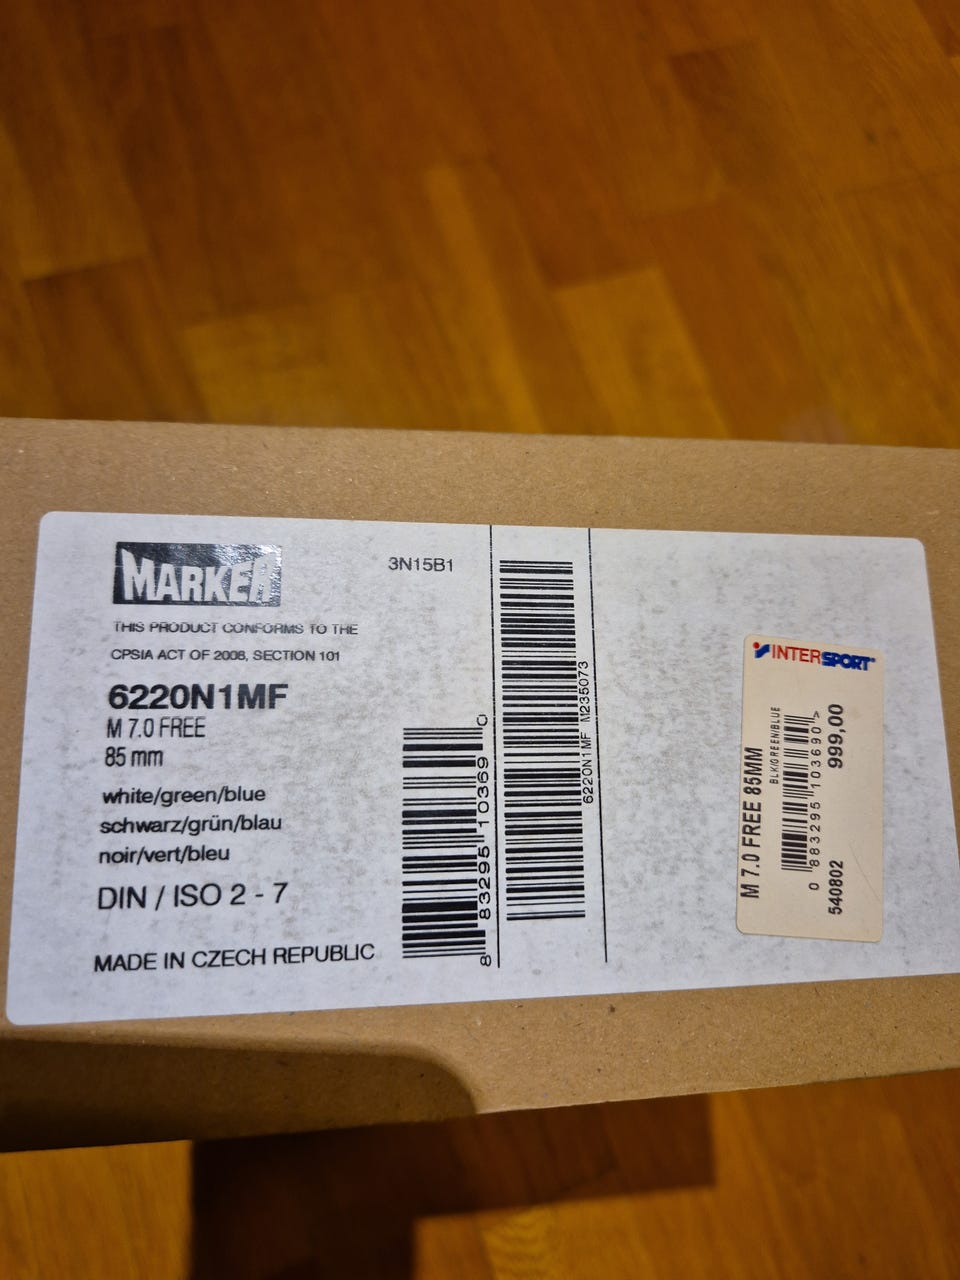 MARKER
3N15B1
THIS PRODUCT CONFORMS TO THE
CPSIA ACT OF 2008, SECTION 101
6220N1MF
M 7.0 FREE
85 mm
white/green/blue
schwarz/grün/blau
noir/vert/bleu
DIN / ISO 2 - 7
MADE IN CZECH REPUBLIC
8 83295 10369 0
6220N1MF M235073
INTERSPORT
M 7.0 FREE 85MM
BLK/GREEN/BLUE
0 883295 103690 >
540802 999,00